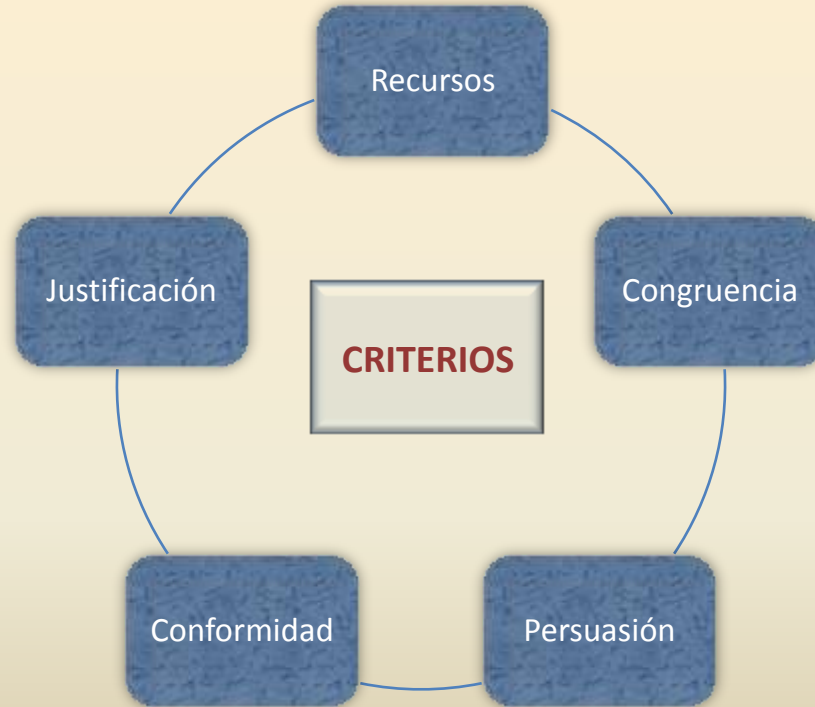 Recursos
Justificación
Congruencia
CRITERIOS
Conformidad
Persuasión